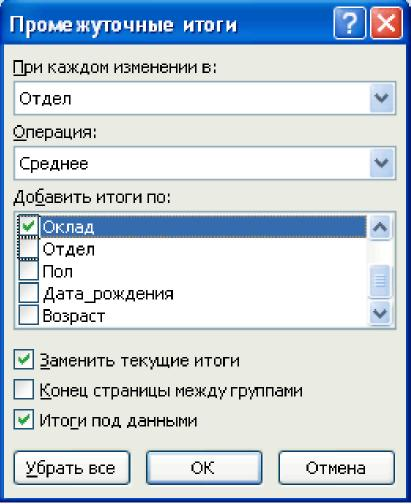 Промежуточные итоги
При каждом изменении в:
Отдел
Операция:
Среднее
Добавить итоги по:
Оклад
Отдел
Пол
Дата_рождения
Возраст
Заменить текущие итоги
Конец страницы между группами
Итоги под данными
Убрать все ОК Отмена